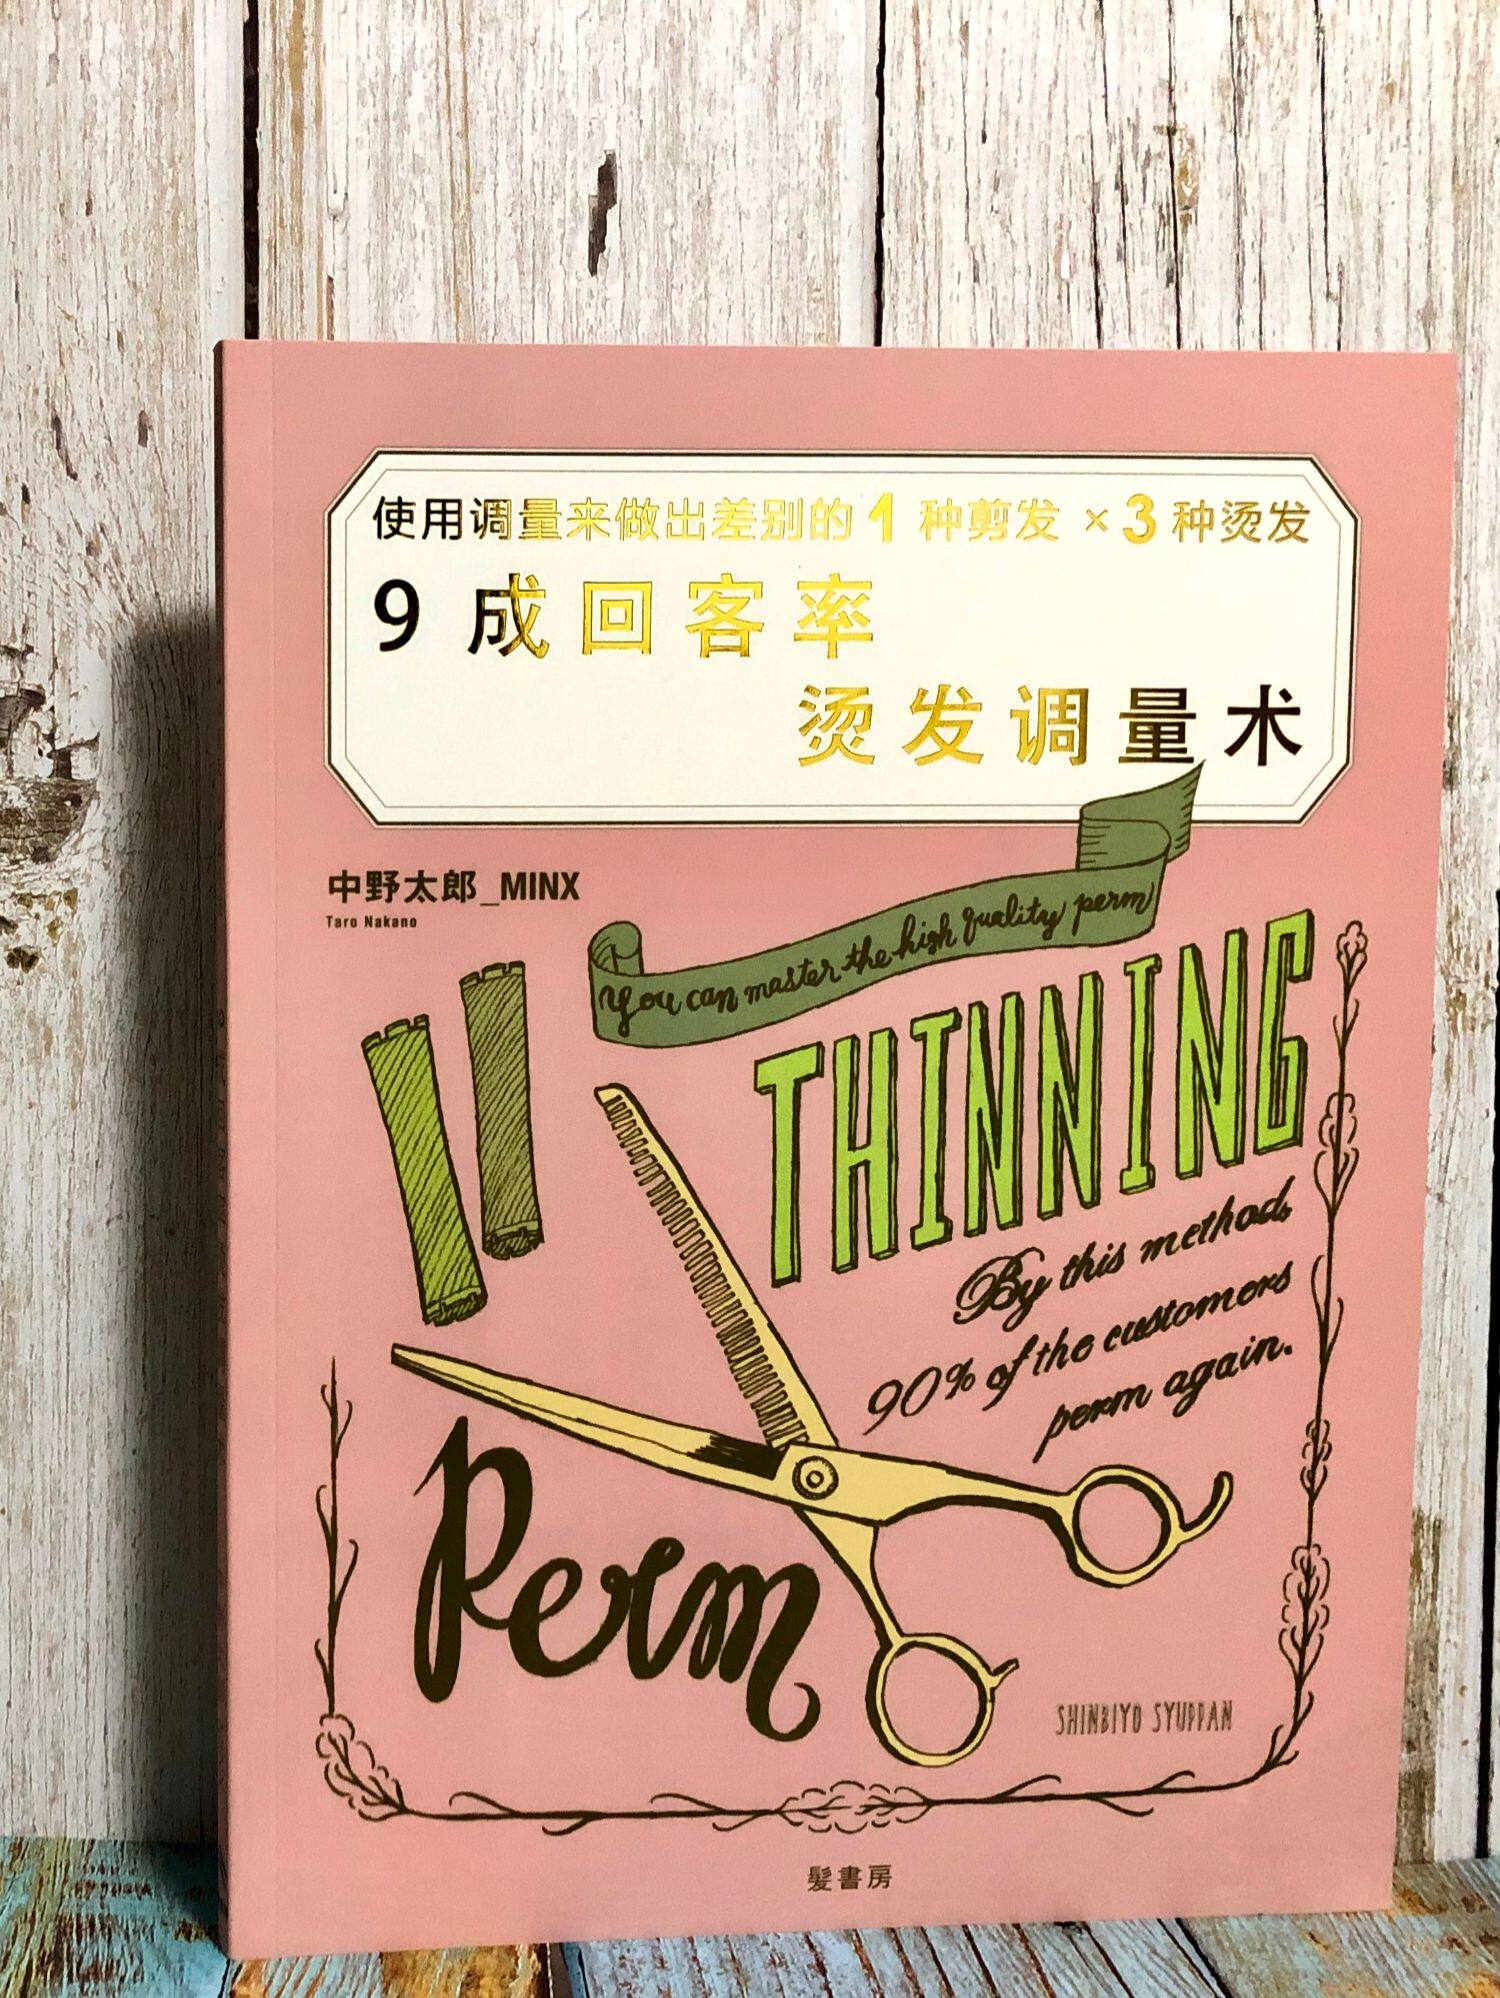 使用调量来做出差别的1种剪发×3种烫发
9成回客率
烫发调量术
中野太郎_MINX
Taro Nakano
You can master the high quality perm
THINNING
By this method,
90% of the customers
perm again.
Perm
SHINBIYO SYUPPAN
髮書房